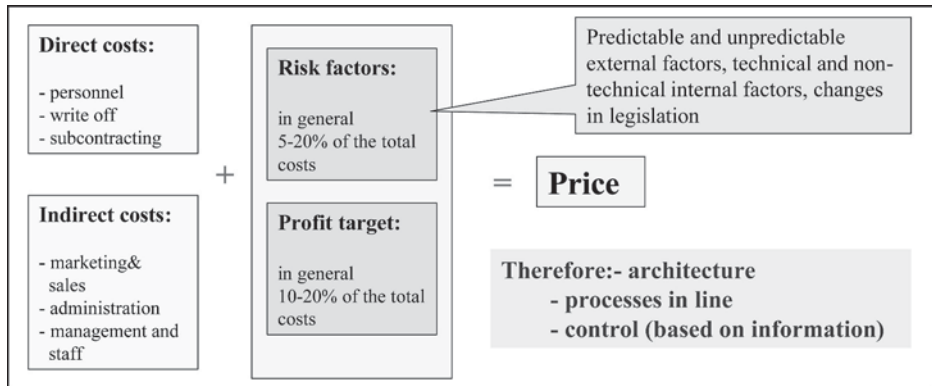 Direct costs:
- personnel
- write off
- subcontracting
Indirect costs:
- marketing&
sales
- administration
- management and
staff
+
Risk factors:
in general
5-20% of the total
costs
Profit target:
in general
10-20% of the total
costs
Predictable and unpredictable
external factors, technical and non-
technical internal factors, changes
in legislation
=
Price
Therefore:- architecture
- processes in line
- control (based on information)